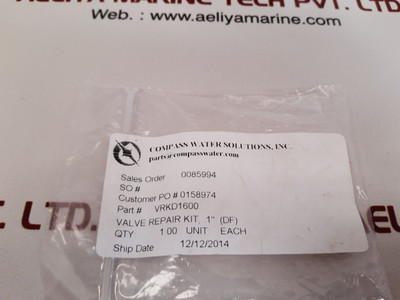 AELIYA MARINE TECH PVT. LTD.
Web. : www.aeliyamarine.com
COMPASS WATER SOLUTIONS, INC.
parts@compasswater.com
Sales Order 0085994
SO#
Customer PO # 0158974
Part # VRKD1600
VALVE REPAIR KIT, 1" (DF)
QTY 1.00 UNIT EACH
Ship Date 12/12/2014
LTD.